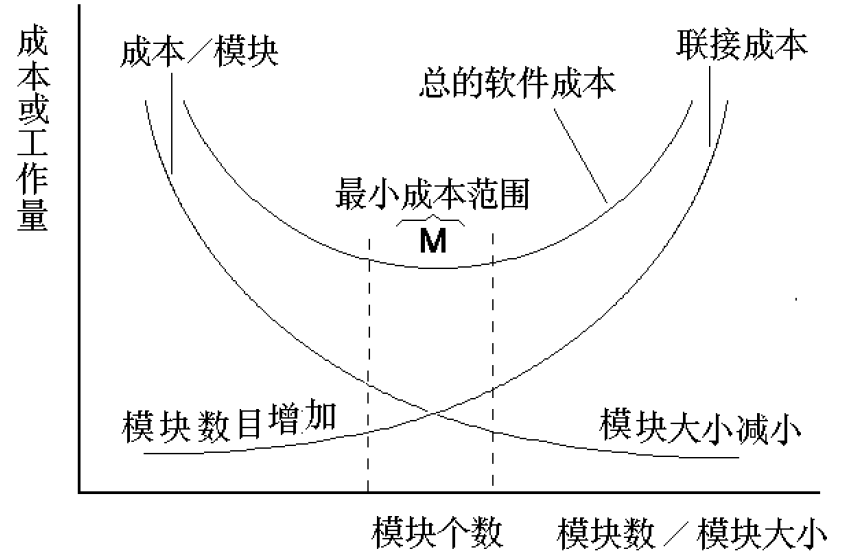 成本或工作量
成本／模块
联接成本
总的软件成本
最小成本范围
M
模块数目增加
模块大小减小
模块个数
模块数／模块大小